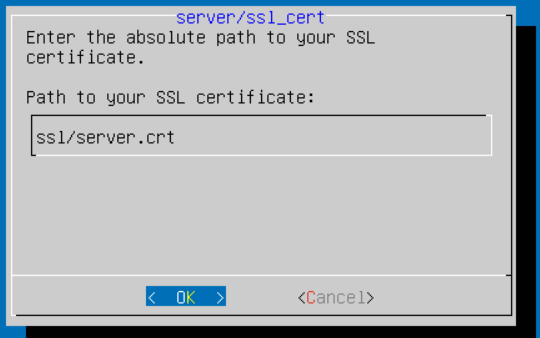 server/ssl_cert
Enter the absolute path to your SSL
certificate.
Path to your SSL certificate:
ssl/server.crt
< OK > <Cancel>